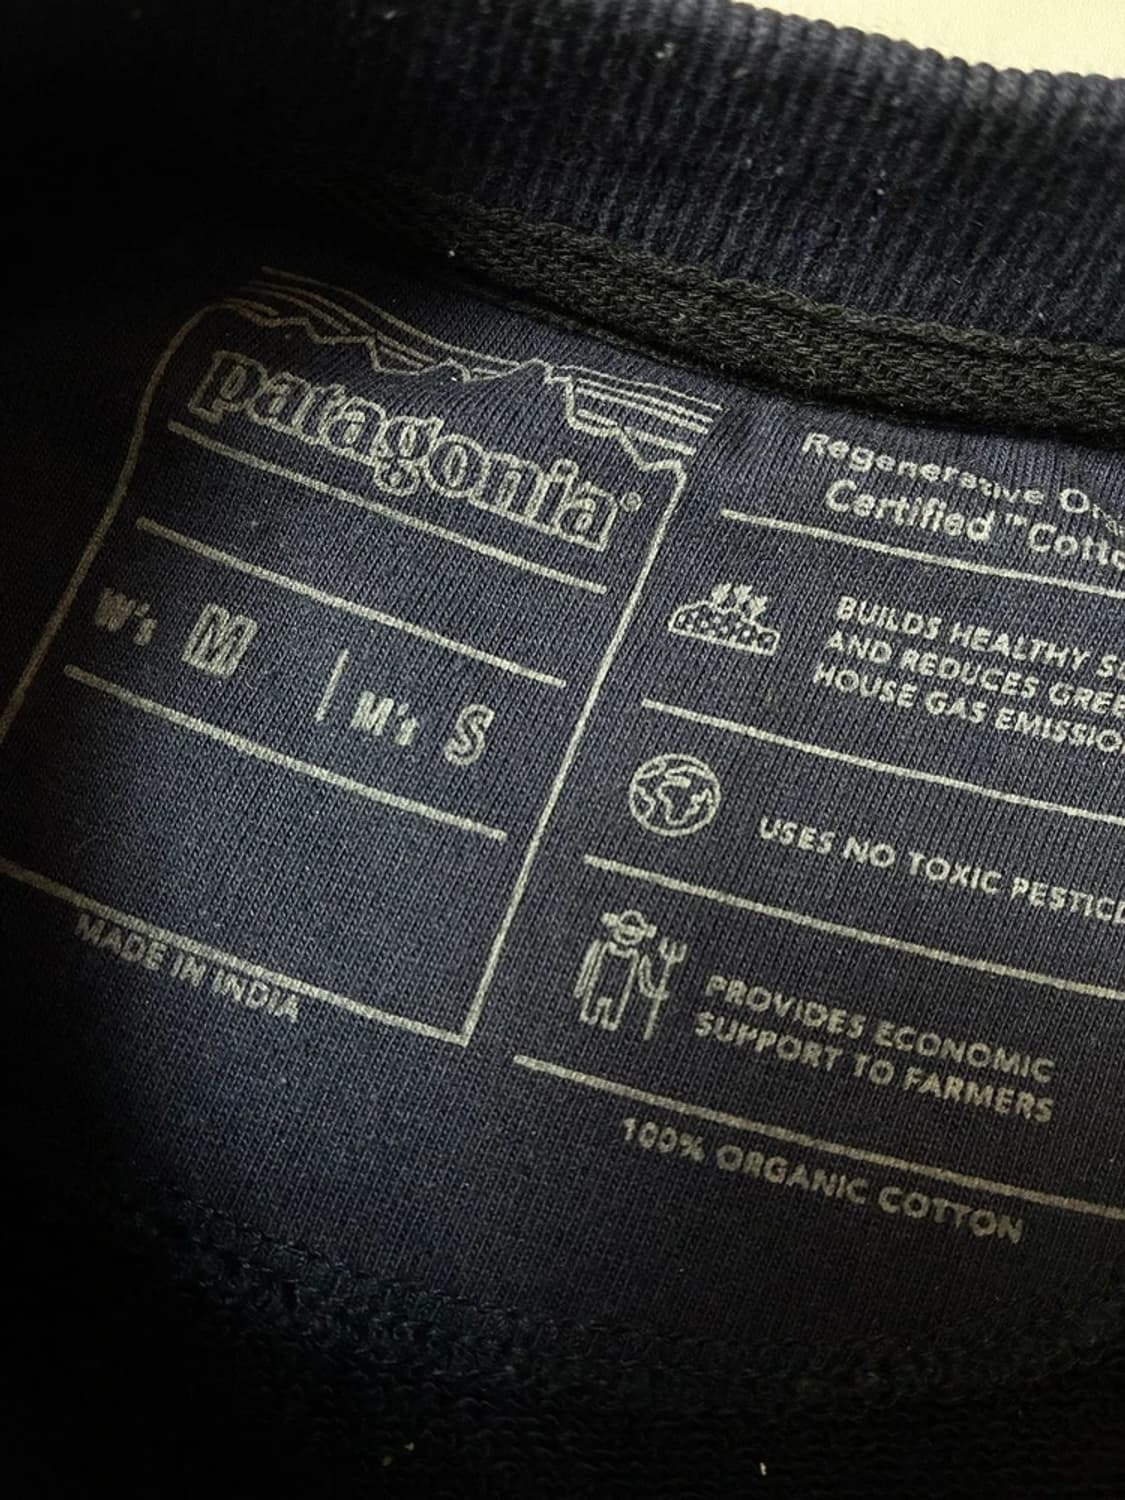 patagonia®
W's M | M's S
MADE IN INDIA
Regenerative
Certified™
BUILDS HEALTHY
AND REDUCES
HOUSE GAS
USES NO TOXIC
PROVIDES ECONOMIC
SUPPORT TO FARMERS
100% ORGANIC COTTON